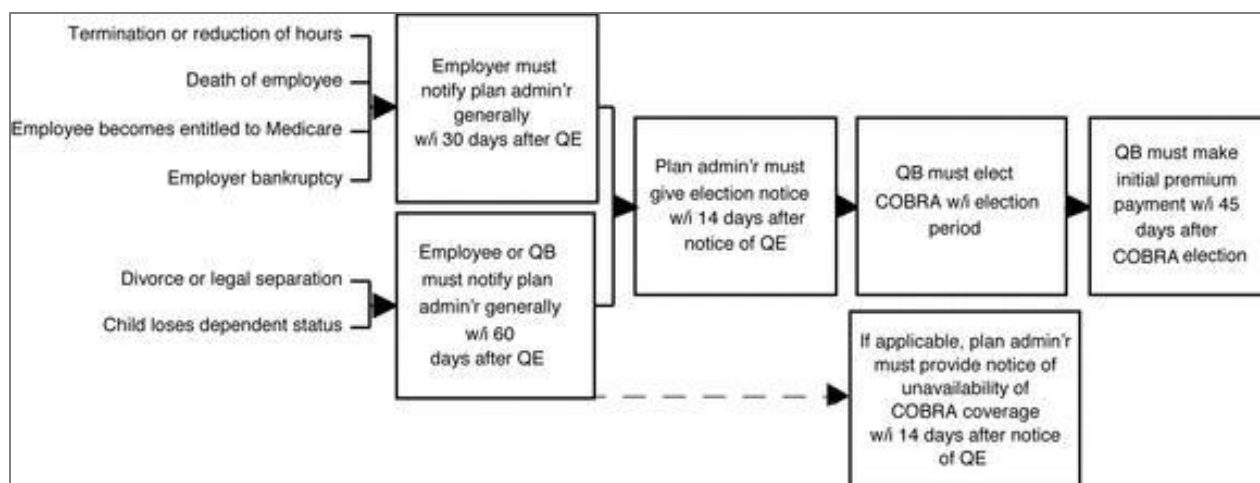 Termination or reduction of hours
Death of employee
Employee becomes entitled to Medicare
Employer bankruptcy
Employer must
notify plan admin'r
generally
w/i 30 days after QE
Divorce or legal separation
Child loses dependent status
Employee or QB
must notify plan
admin'r generally
w/i 60
days after QE
Plan admin'r must
give election notice
w/i 14 days after
notice of QE
QB must elect
COBRA w/i election
period
QB must make
initial premium
payment w/i 45
days after
COBRA election
If applicable, plan admin'r
must provide notice of
unavailability of
COBRA coverage
w/i 14 days after notice
of QE